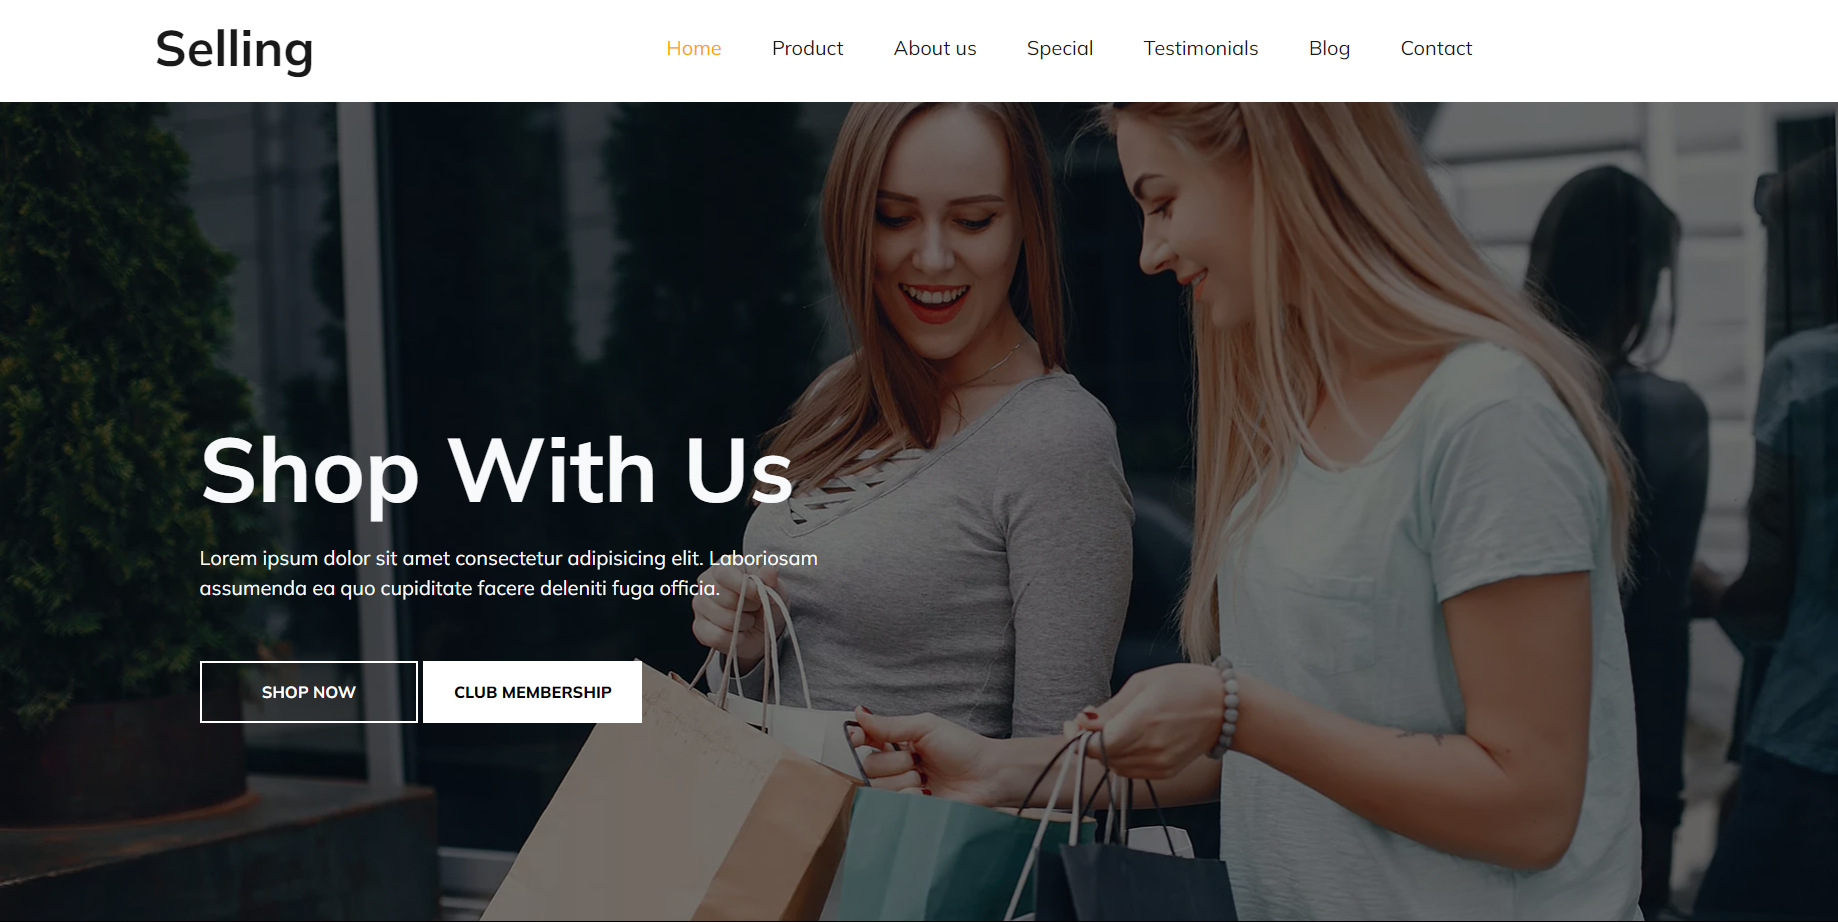 Selling
Home Product About us Special Testimonials Blog Contact
Shop With Us
Lorem ipsum dolor sit amet consectetur adipisicing elit. Laboriosam
assumenda ea quo cupiditate facere deleniti fuga officia.
SHOP NOW CLUB MEMBERSHIP